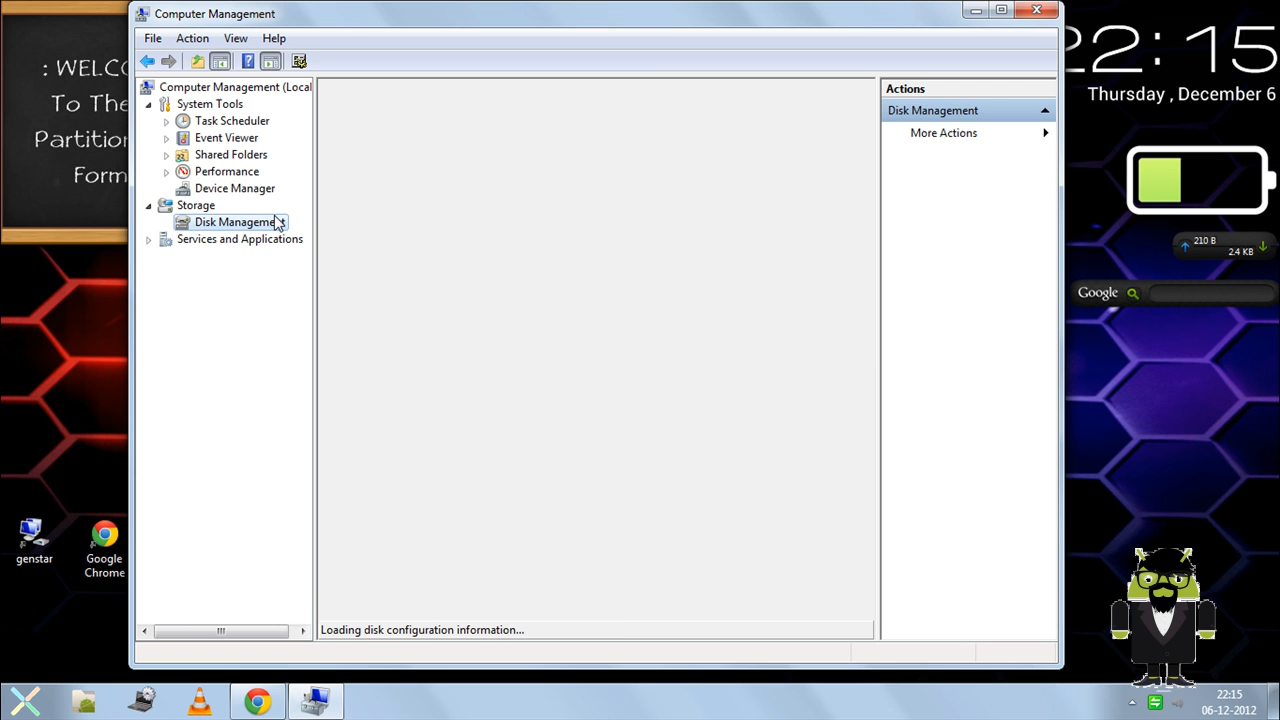 Computer Management
File Action View Help
: WELCO
To The
Partition
Form
Computer Management (Local
System Tools
Task Scheduler
Event Viewer
Shared Folders
Performance
Device Manager
Storage
Disk Management
Services and Applications
Loading disk configuration information...
Actions
Disk Management
More Actions
22:15
Thursday , December 6
210 B
2.4 KB
Google
genstar
Google
Chrome
22:15
06-12-2012